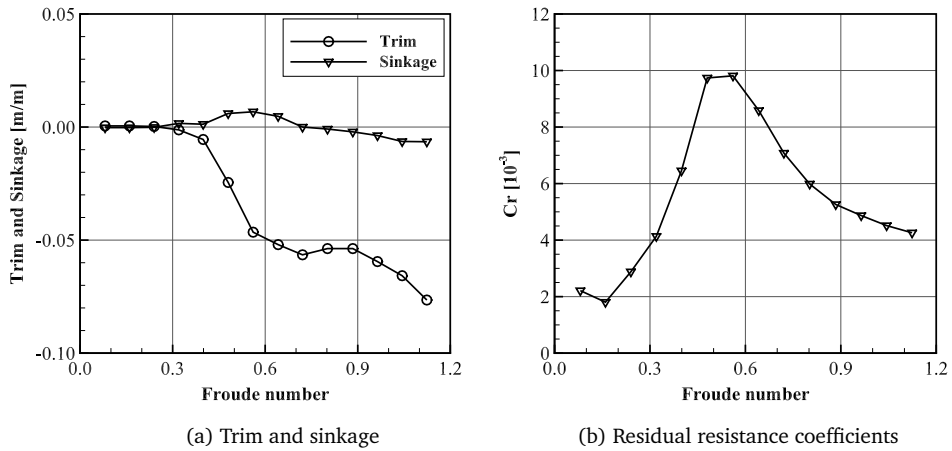 0.05
0.00
-0.05
-0.10
Trim and Sinkage [m/m]
Trim
Sinkage
0.0 0.3 0.6 0.9 1.2
Froude number
(a) Trim and sinkage
12
10
8
6
4
2
0
Cr [10⁻³]
0.0 0.3 0.6 0.9 1.2
Froude number
(b) Residual resistance coefficients